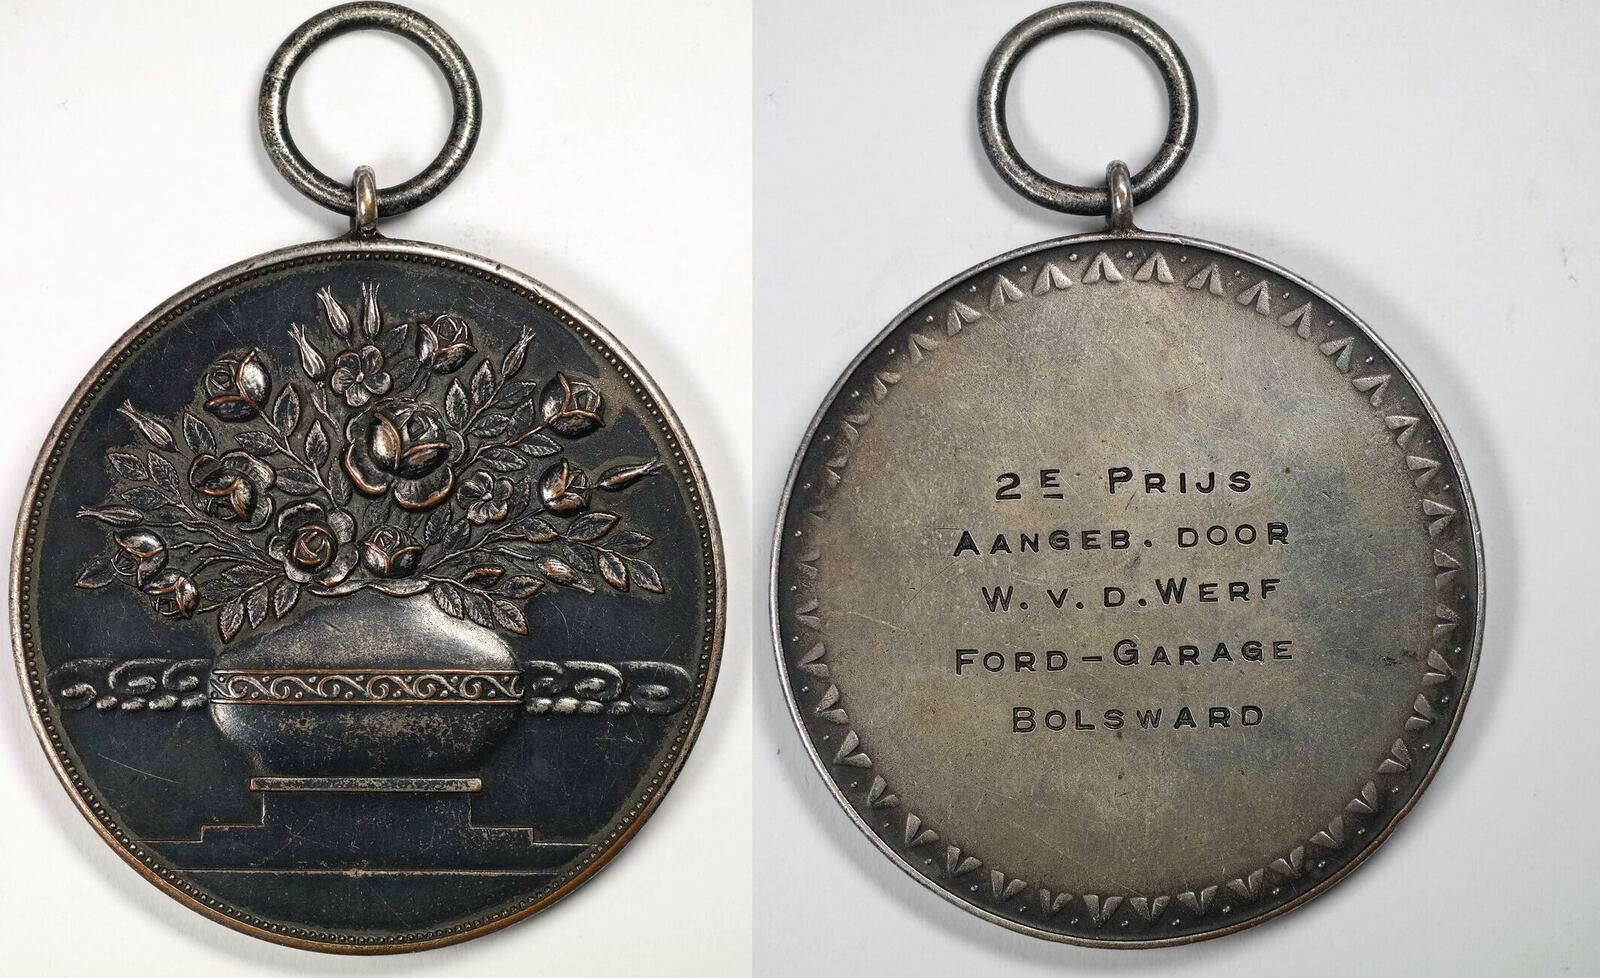 2E PRIJS
AANGEB. DOOR
W. V. D. WERF
FORD-GARAGE
BOLSWARD